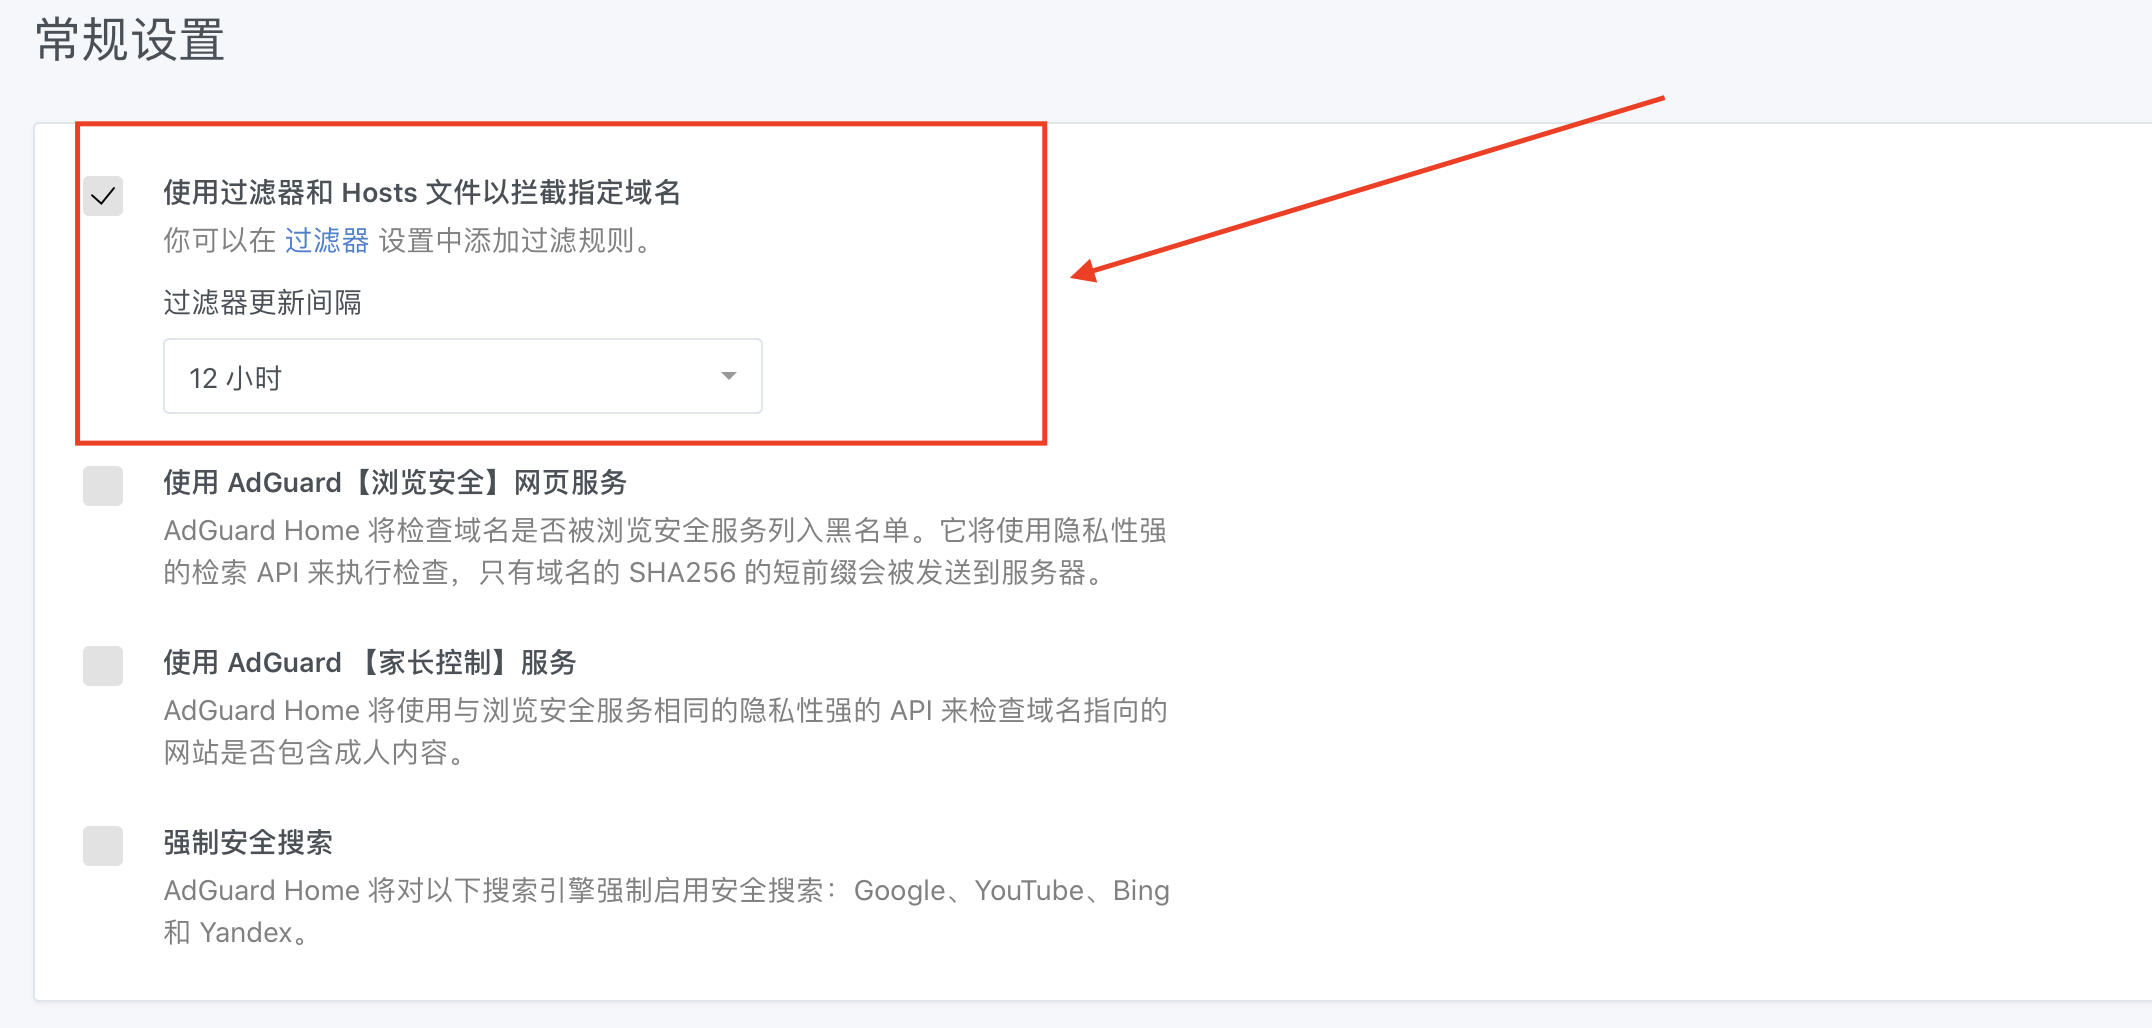 常规设置
使用过滤器和 Hosts 文件以拦截指定域名
你可以在 过滤器 设置中添加过滤规则。
过滤器更新间隔
12 小时
使用 AdGuard【浏览安全】网页服务
AdGuard Home 将检查域名是否被浏览安全服务列入黑名单。它将使用隐私性强
的检索 API 来执行检查，只有域名的 SHA256 的短前缀会被发送到服务器。
使用 AdGuard 【家长控制】服务
AdGuard Home 将使用与浏览安全服务相同的隐私性强的 API 来检查域名指向的
网站是否包含成人内容。
强制安全搜索
AdGuard Home 将对以下搜索引擎强制启用安全搜索：Google、YouTube、Bing
和 Yandex。